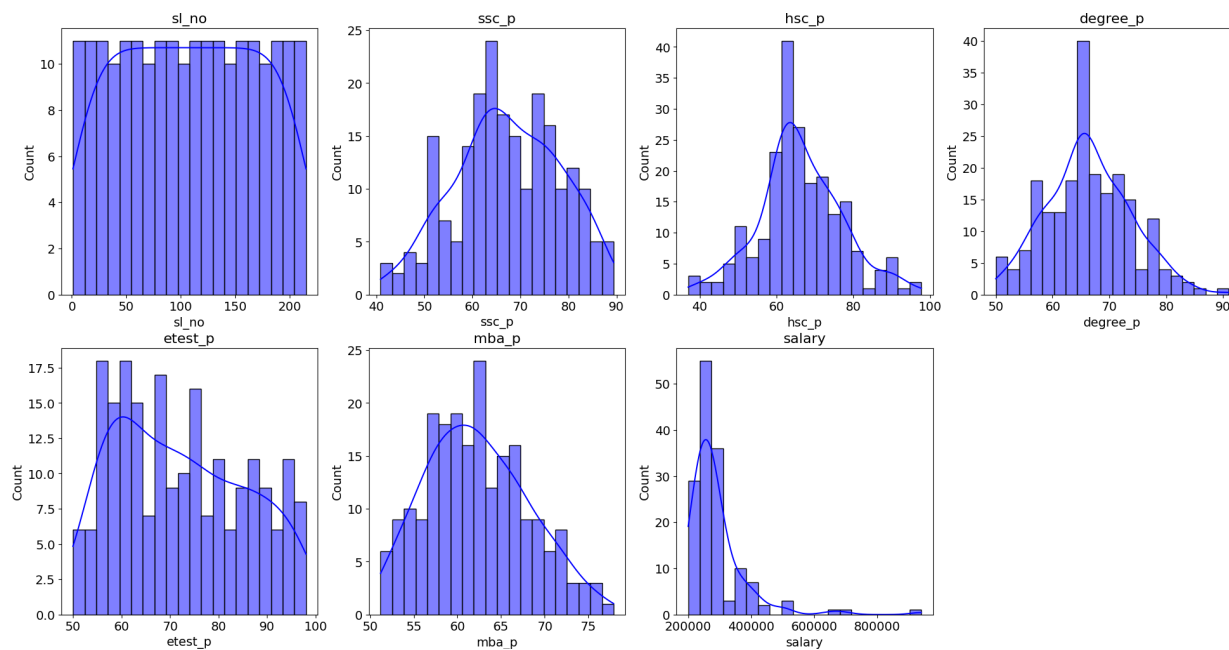 sl_no
Count
10
8
6
4
2
0
0 50 100 150 200
sl_no
ssc_p
Count
25
20
15
10
5
0
40 50 60 70 80 90
ssc_p
hsc_p
Count
40
35
30
25
20
15
10
5
0
40 60 80 100
hsc_p
degree_p
Count
40
35
30
25
20
15
10
5
0
50 60 70 80 90
degree_p
etest_p
Count
17.5
15.0
12.5
10.0
7.5
5.0
2.5
0.0
50 60 70 80 90 100
etest_p
mba_p
Count
25
20
15
10
5
0
50 55 60 65 70 75
mba_p
salary
Count
50
40
30
20
10
0
200000 400000 600000 800000
salary